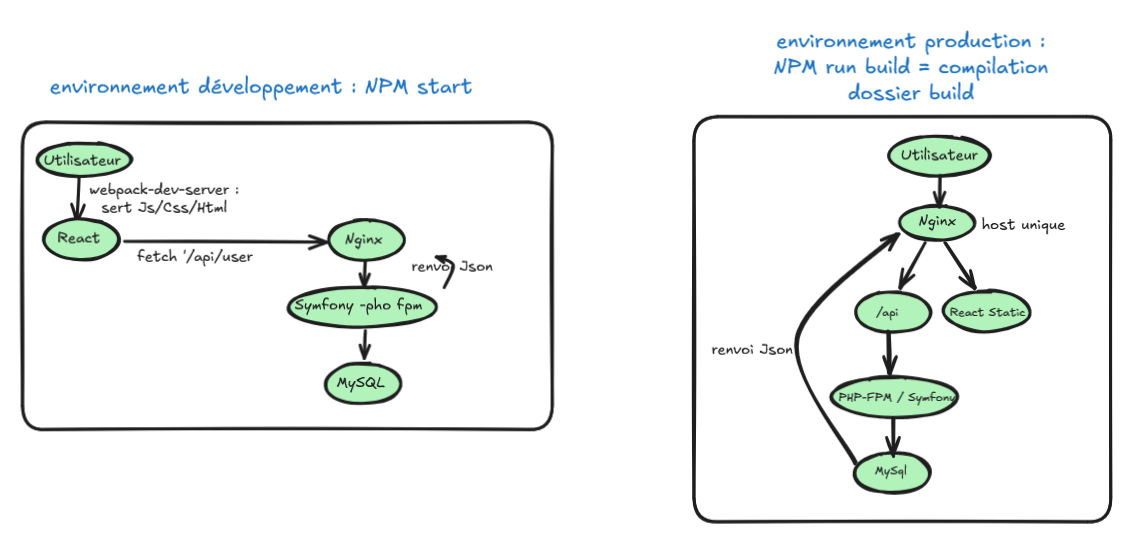 environnement développement : NPM start
Utilisateur
webpack-dev-server :
sert Js/Css/Html
React
fetch '/api/user
Nginx
renvoi Json
Symfony -pho fpm
MySQL
environnement production :
NPM run build = compilation
dossier build
Utilisateur
Nginx
host unique
/api
React Static
renvoi Json
PHP-FPM / Symfony
MySql